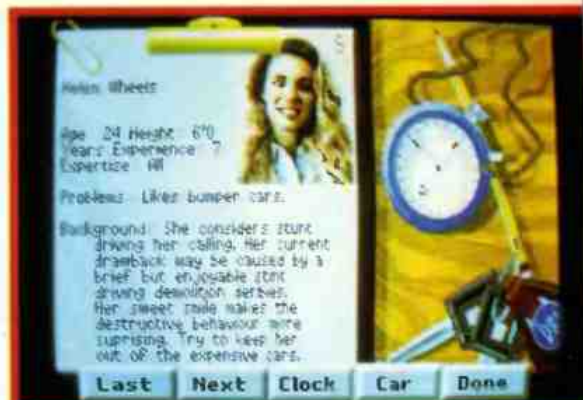 Helen Wheels
Age 24 Height 6'0
Years Experience 7
Expertise All
Problems Likes bumper cars.
Background She considers stunt
driving her calling. Her current
drawback may be caused by a
brief but enjoyable stint
driving demolition derbies.
Her sweet smile makes the
destructive behaviour more
suprising. Try to keep her
out of the expensive cars.
Last Next Clock Car Done